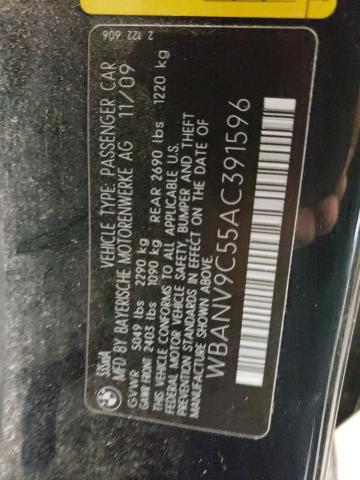 VEHICLE TYPE: PASSENGER CAR
MFD BY BAYERISCHE MOTORENWERKE AG 11/09
GVWR 5049 lbs 2290 kg
GAWR FRONT 2403 lbs 1090 kg REAR 2690 lbs 1220 kg
THIS VEHICLE CONFORMS TO ALL APPLICABLE U.S.
FEDERAL MOTOR VEHICLE SAFETY, BUMPER AND THEFT
PREVENTION STANDARDS IN EFFECT ON THE DATE OF
MANUFACTURE SHOWN ABOVE.
WBANV9C55AC391596
2 122 606